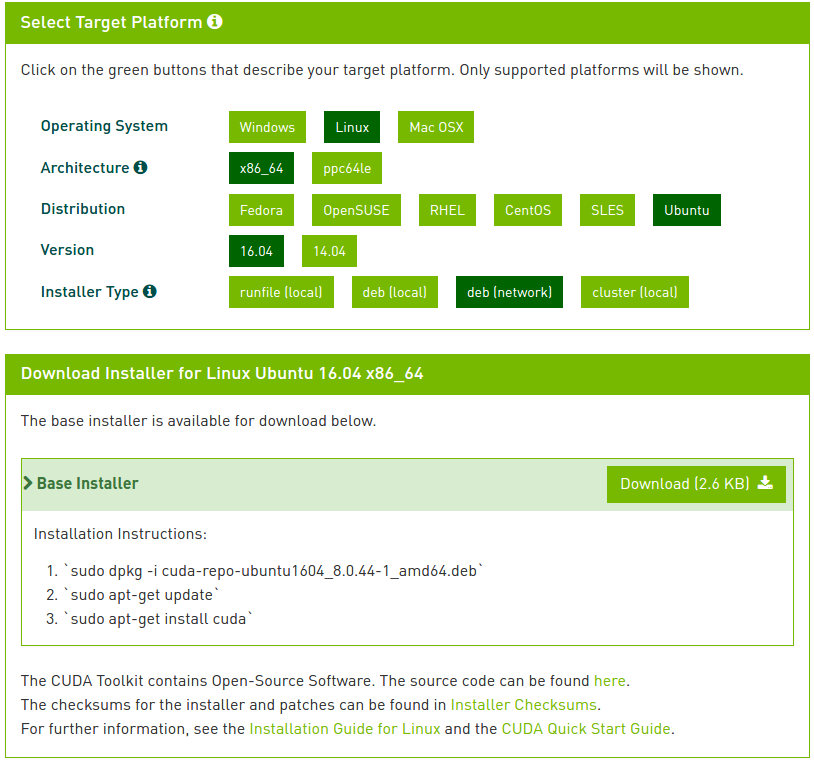 Select Target Platform
Click on the green buttons that describe your target platform. Only supported platforms will be shown.
Operating System Windows Linux Mac OSX
Architecture x86_64 ppc64le
Distribution Fedora OpenSUSE RHEL CentOS SLES Ubuntu
Version 16.04 14.04
Installer Type runfile (local) deb (local) deb (network) cluster (local)
Download Installer for Linux Ubuntu 16.04 x86_64
The base installer is available for download below.
Base Installer Download (2.6 KB)
Installation Instructions:
1. `sudo dpkg -i cuda-repo-ubuntu1604_8.0.44-1_amd64.deb`
2. `sudo apt-get update`
3. `sudo apt-get install cuda`
The CUDA Toolkit contains Open-Source Software. The source code can be found here.
The checksums for the installer and patches can be found in Installer Checksums.
For further information, see the Installation Guide for Linux and the CUDA Quick Start Guide.